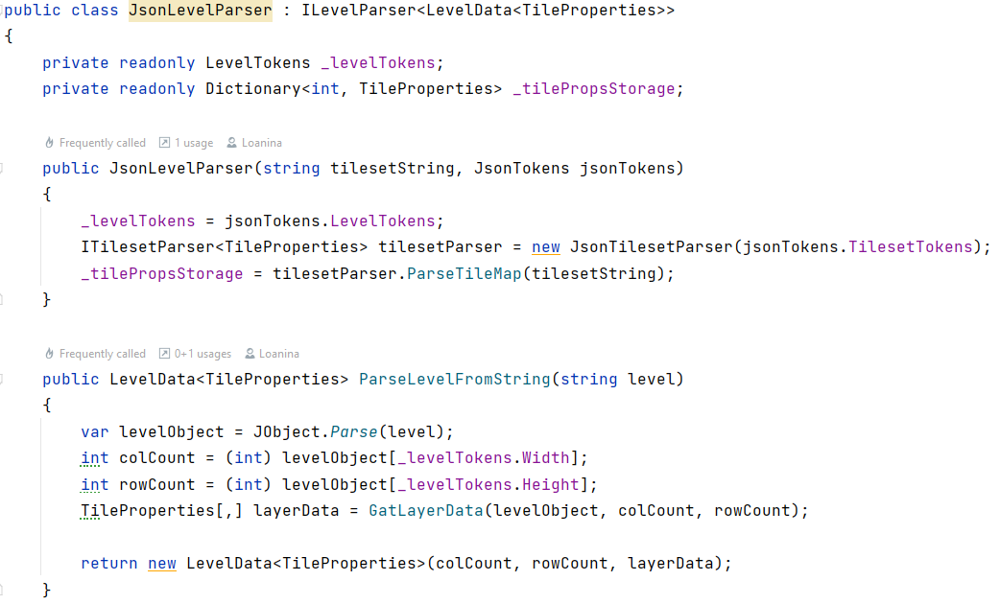 public class JsonLevelParser : ILevelParser<LevelData<TileProperties>>
{
    private readonly LevelTokens _levelTokens;
    private readonly Dictionary<int, TileProperties> _tilePropsStorage;
    Frequently called 1 usage Loanina
    public JsonLevelParser(string tilesetString, JsonTokens jsonTokens)
    {
        _levelTokens = jsonTokens.LevelTokens;
        ITilesetParser<TileProperties> tilesetParser = new JsonTilesetParser(jsonTokens.TilesetTokens);
        _tilePropsStorage = tilesetParser.ParseTileMap(tilesetString);
    }
    Frequently called 0+1 usages Loanina
    public LevelData<TileProperties> ParseLevelFromString(string level)
    {
        var levelObject = JObject.Parse(level);
        int colCount = (int) levelObject[_levelTokens.Width];
        int rowCount = (int) levelObject[_levelTokens.Height];
        TileProperties[,] layerData = GatLayerData(levelObject, colCount, rowCount);
        return new LevelData<TileProperties>(colCount, rowCount, layerData);
    }